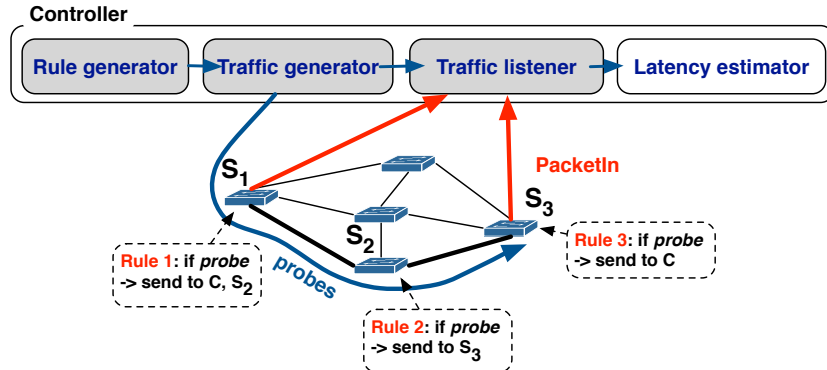 Controller
Rule generator
Traffic generator
Traffic listener
Latency estimator
PacketIn
S1
S3
S2
Rule 1: if probe
-> send to C, S2
probes
Rule 3: if probe
-> send to C
Rule 2: if probe
-> send to S3